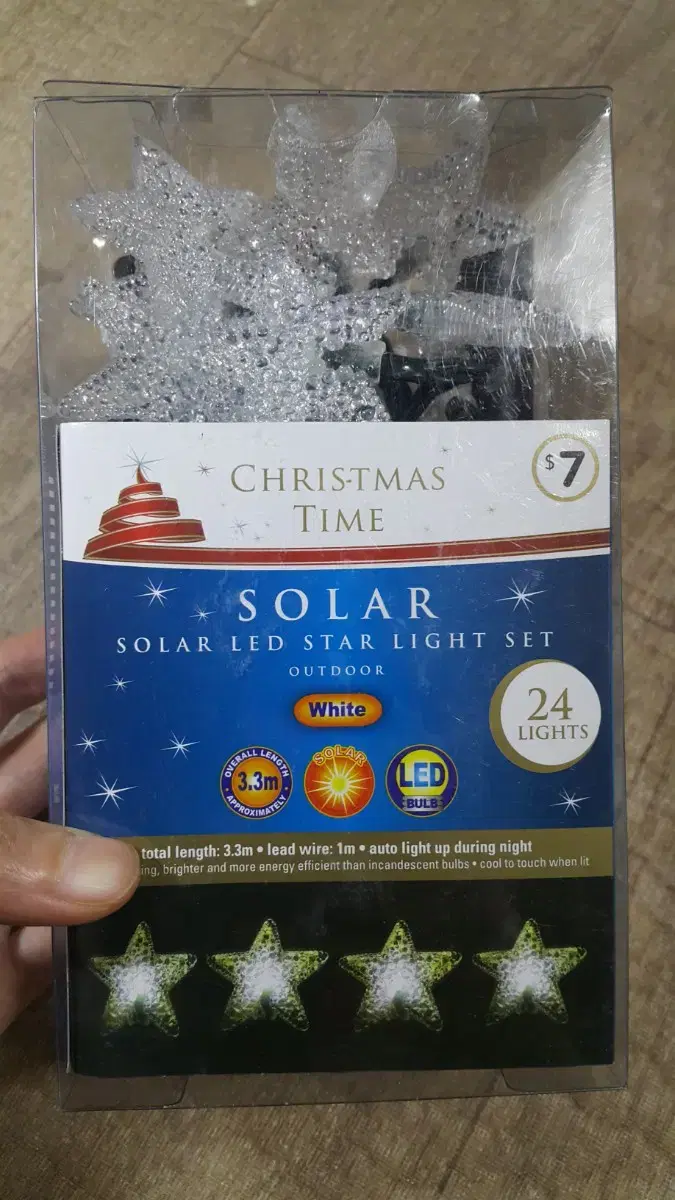 CHRISTMAS
TIME
$7
SOLAR
SOLAR LED STAR LIGHT SET
OUTDOOR
White
24
LIGHTS
OVERALL LENGTH
3.3m
APPROXIMATELY
SOLAR
LED
BULB
total length: 3.3m • lead wire: 1m • auto light up during night
brighter and more energy efficient than incandescent bulbs • cool to touch when lit